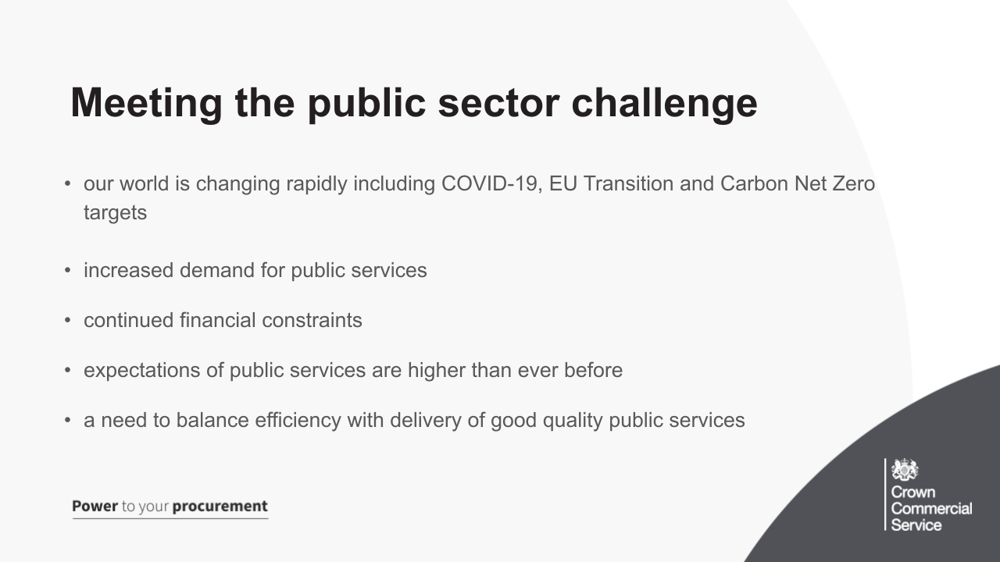 Meeting the public sector challenge
• our world is changing rapidly including COVID-19, EU Transition and Carbon Net Zero
targets
• increased demand for public services
• continued financial constraints
• expectations of public services are higher than ever before
• a need to balance efficiency with delivery of good quality public services
Power to your procurement
Crown
Commercial
Service